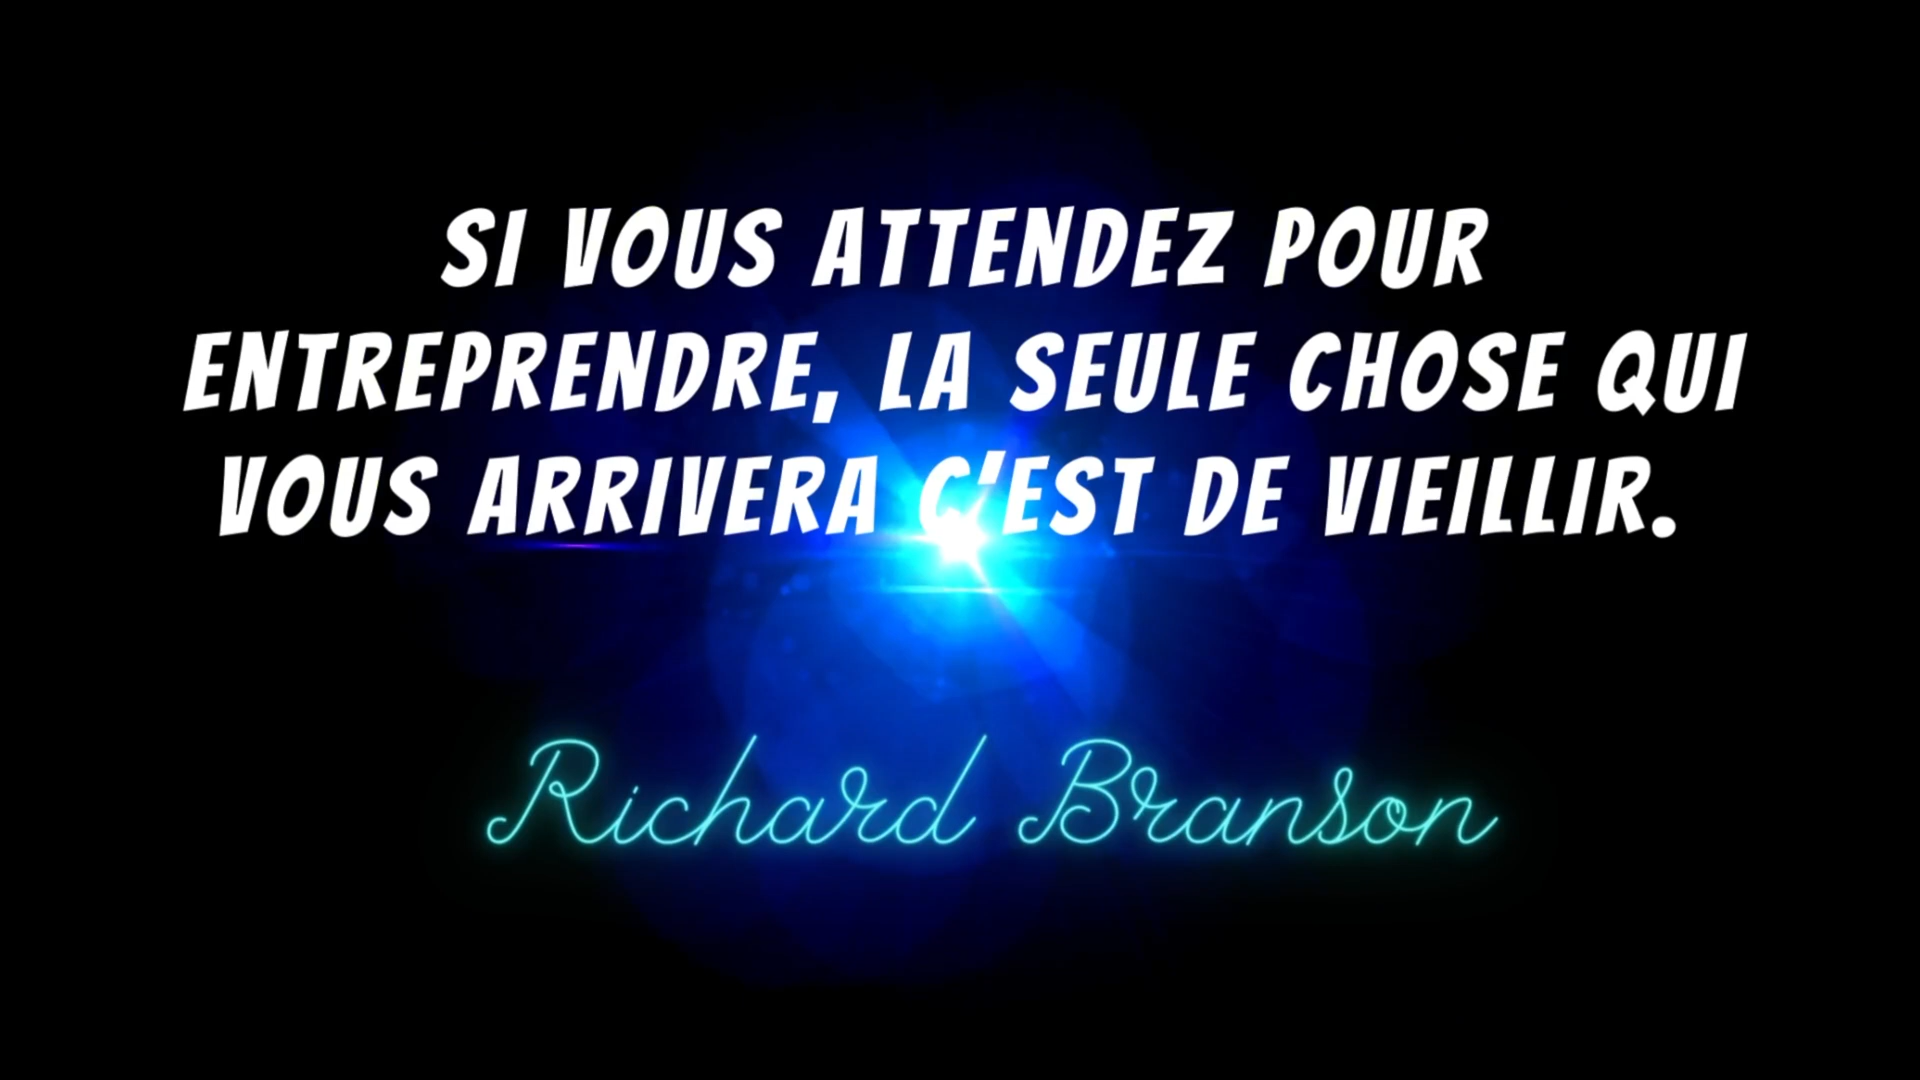 SI VOUS ATTENDEZ POUR
ENTREPRENDRE, LA SEULE CHOSE QUI
VOUS ARRIVERA C'EST DE VIEILLIR.
Richard Branson